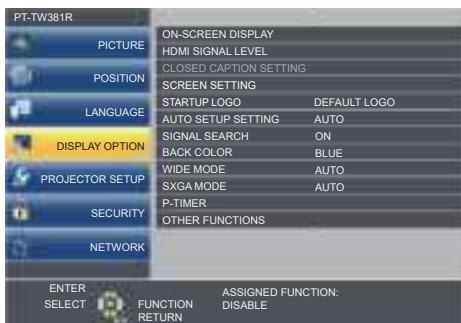 PT-TW381R
PICTURE
POSITION
LANGUAGE
DISPLAY OPTION
PROJECTOR SETUP
SECURITY
NETWORK
ON-SCREEN DISPLAY
HDMI SIGNAL LEVEL
CLOSED CAPTION SETTING
SCREEN SETTING
STARTUP LOGO DEFAULT LOGO
AUTO SETUP SETTING AUTO
SIGNAL SEARCH ON
BACK COLOR BLUE
WIDE MODE AUTO
SXGA MODE AUTO
P-TIMER
OTHER FUNCTIONS
ENTER
SELECT
FUNCTION
RETURN
ASSIGNED FUNCTION:
DISABLE